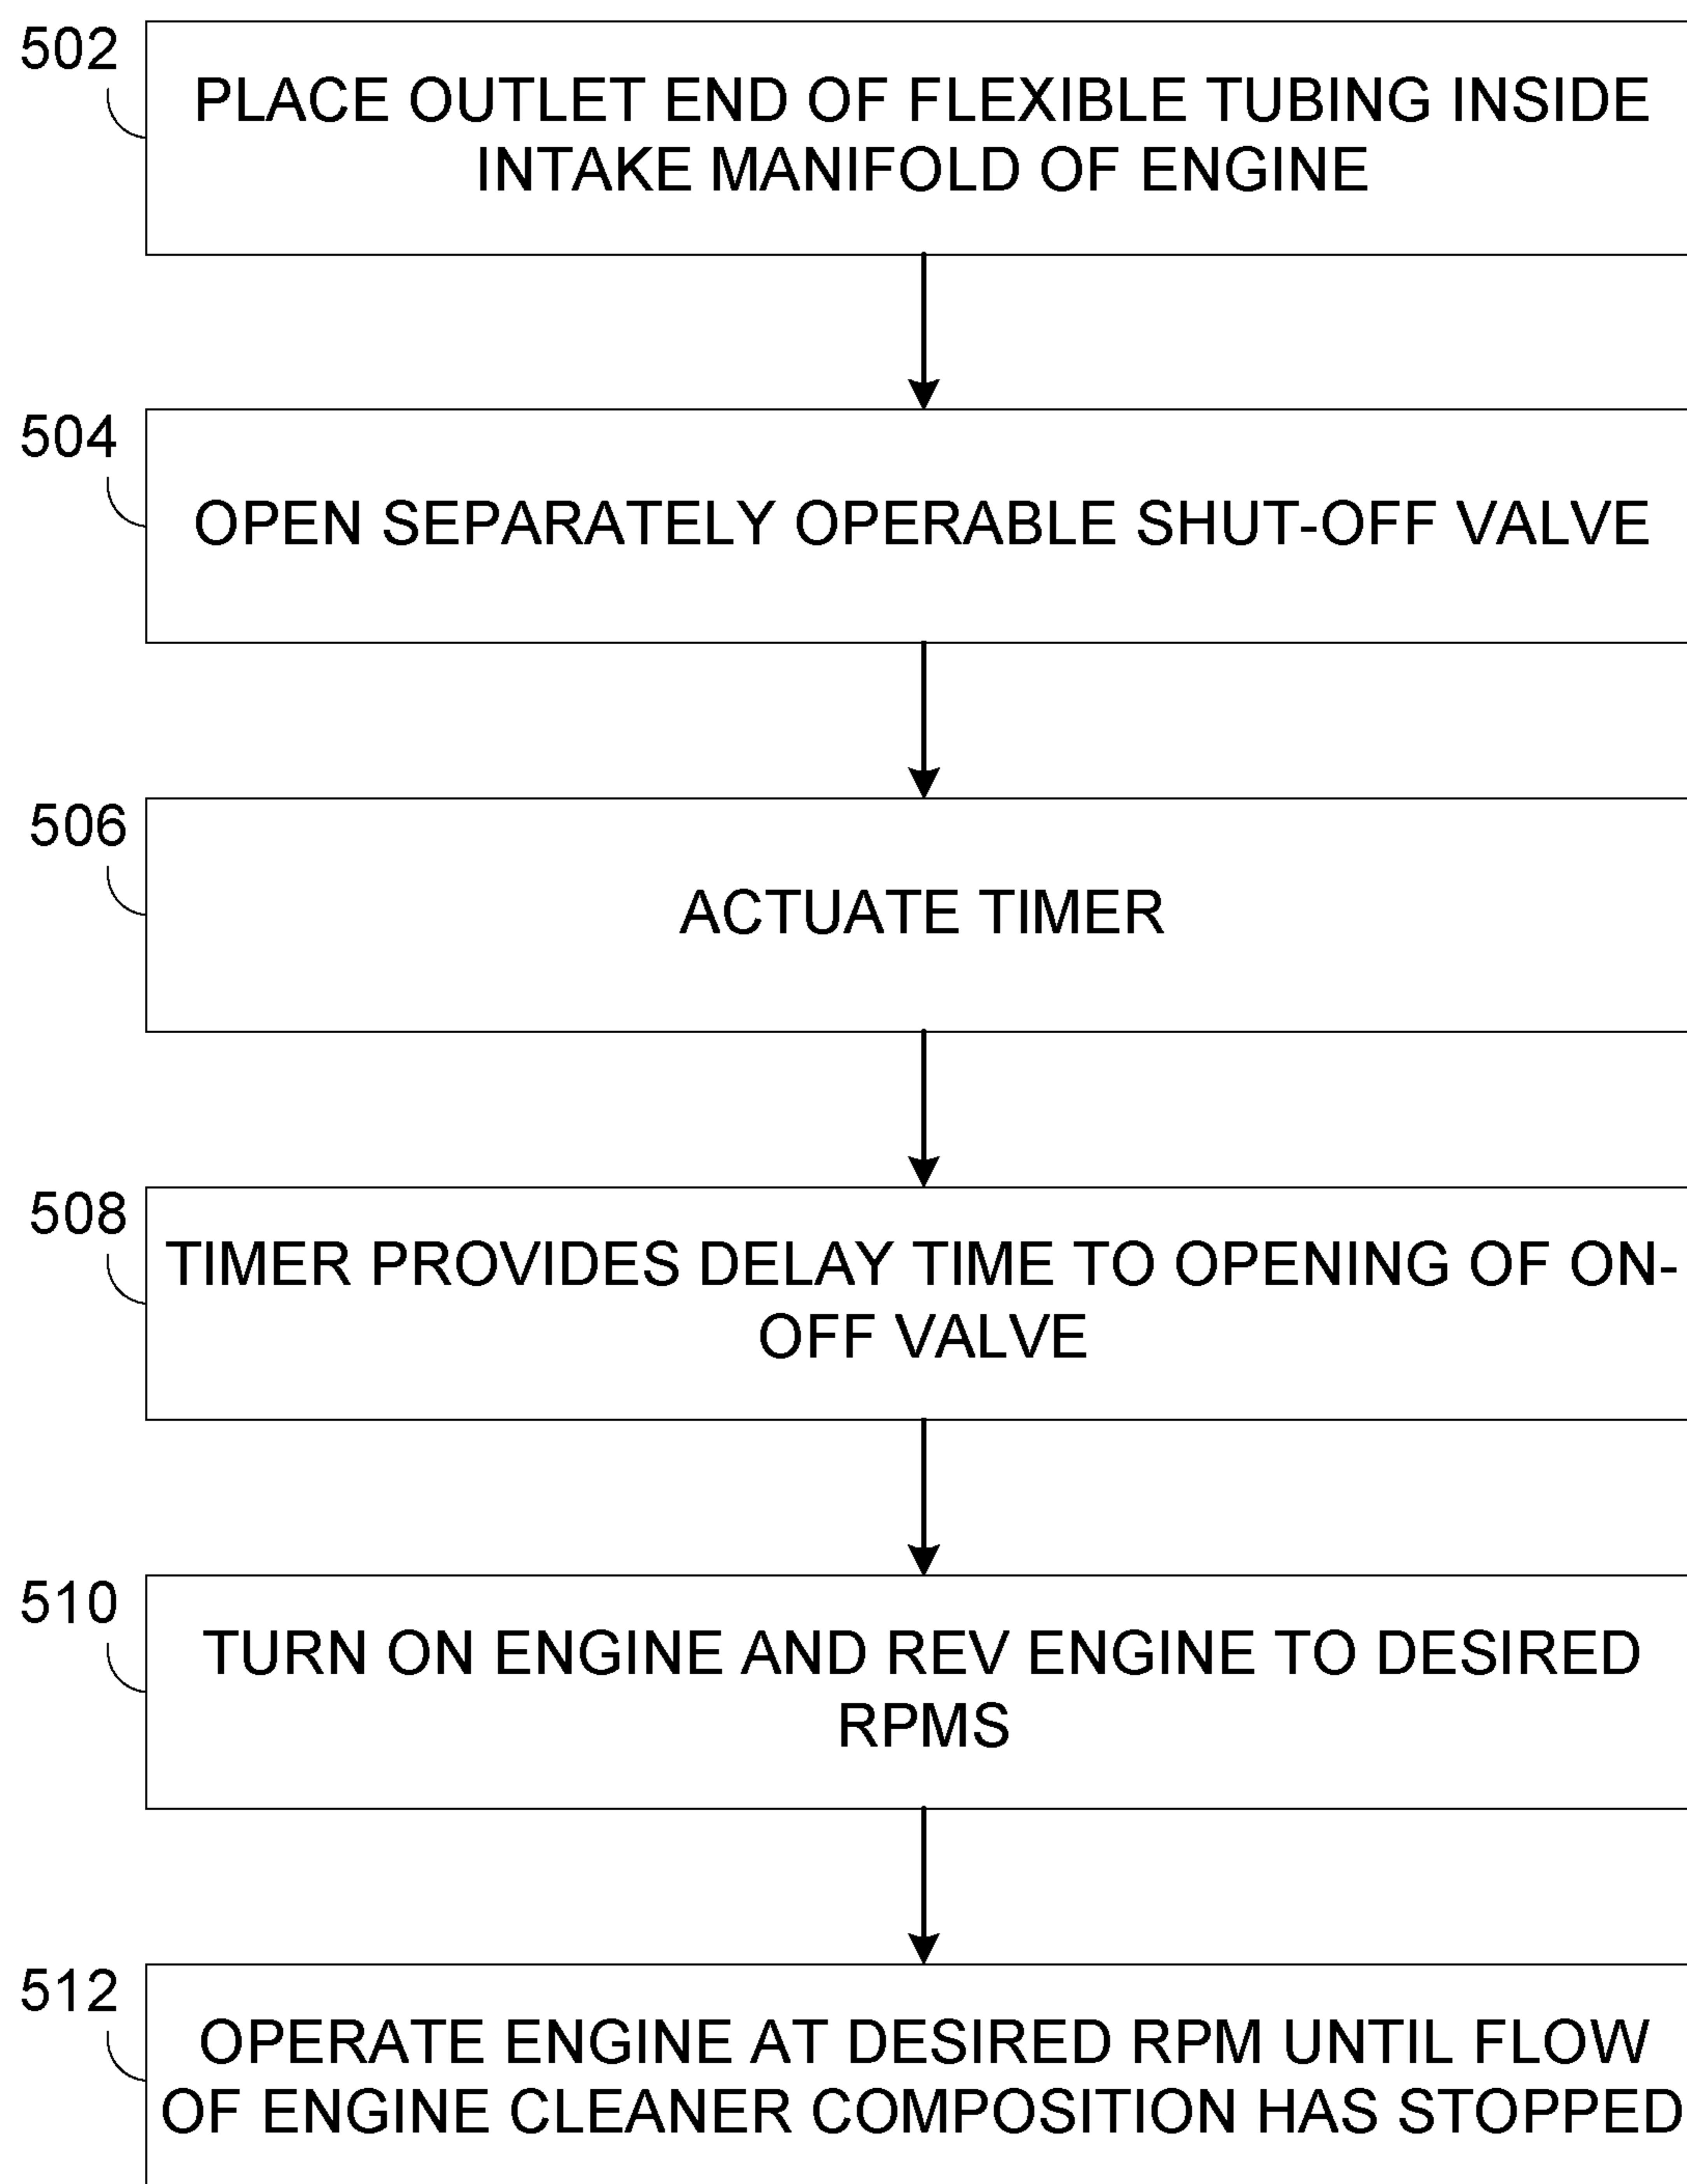 502
PLACE OUTLET END OF FLEXIBLE TUBING INSIDE
INTAKE MANIFOLD OF ENGINE
504
OPEN SEPARATELY OPERABLE SHUT-OFF VALVE
506
ACTUATE TIMER
508
TIMER PROVIDES DELAY TIME TO OPENING OF ON-
OFF VALVE
510
TURN ON ENGINE AND REV ENGINE TO DESIRED
RPMS
512
OPERATE ENGINE AT DESIRED RPM UNTIL FLOW
OF ENGINE CLEANER COMPOSITION HAS STOPPED